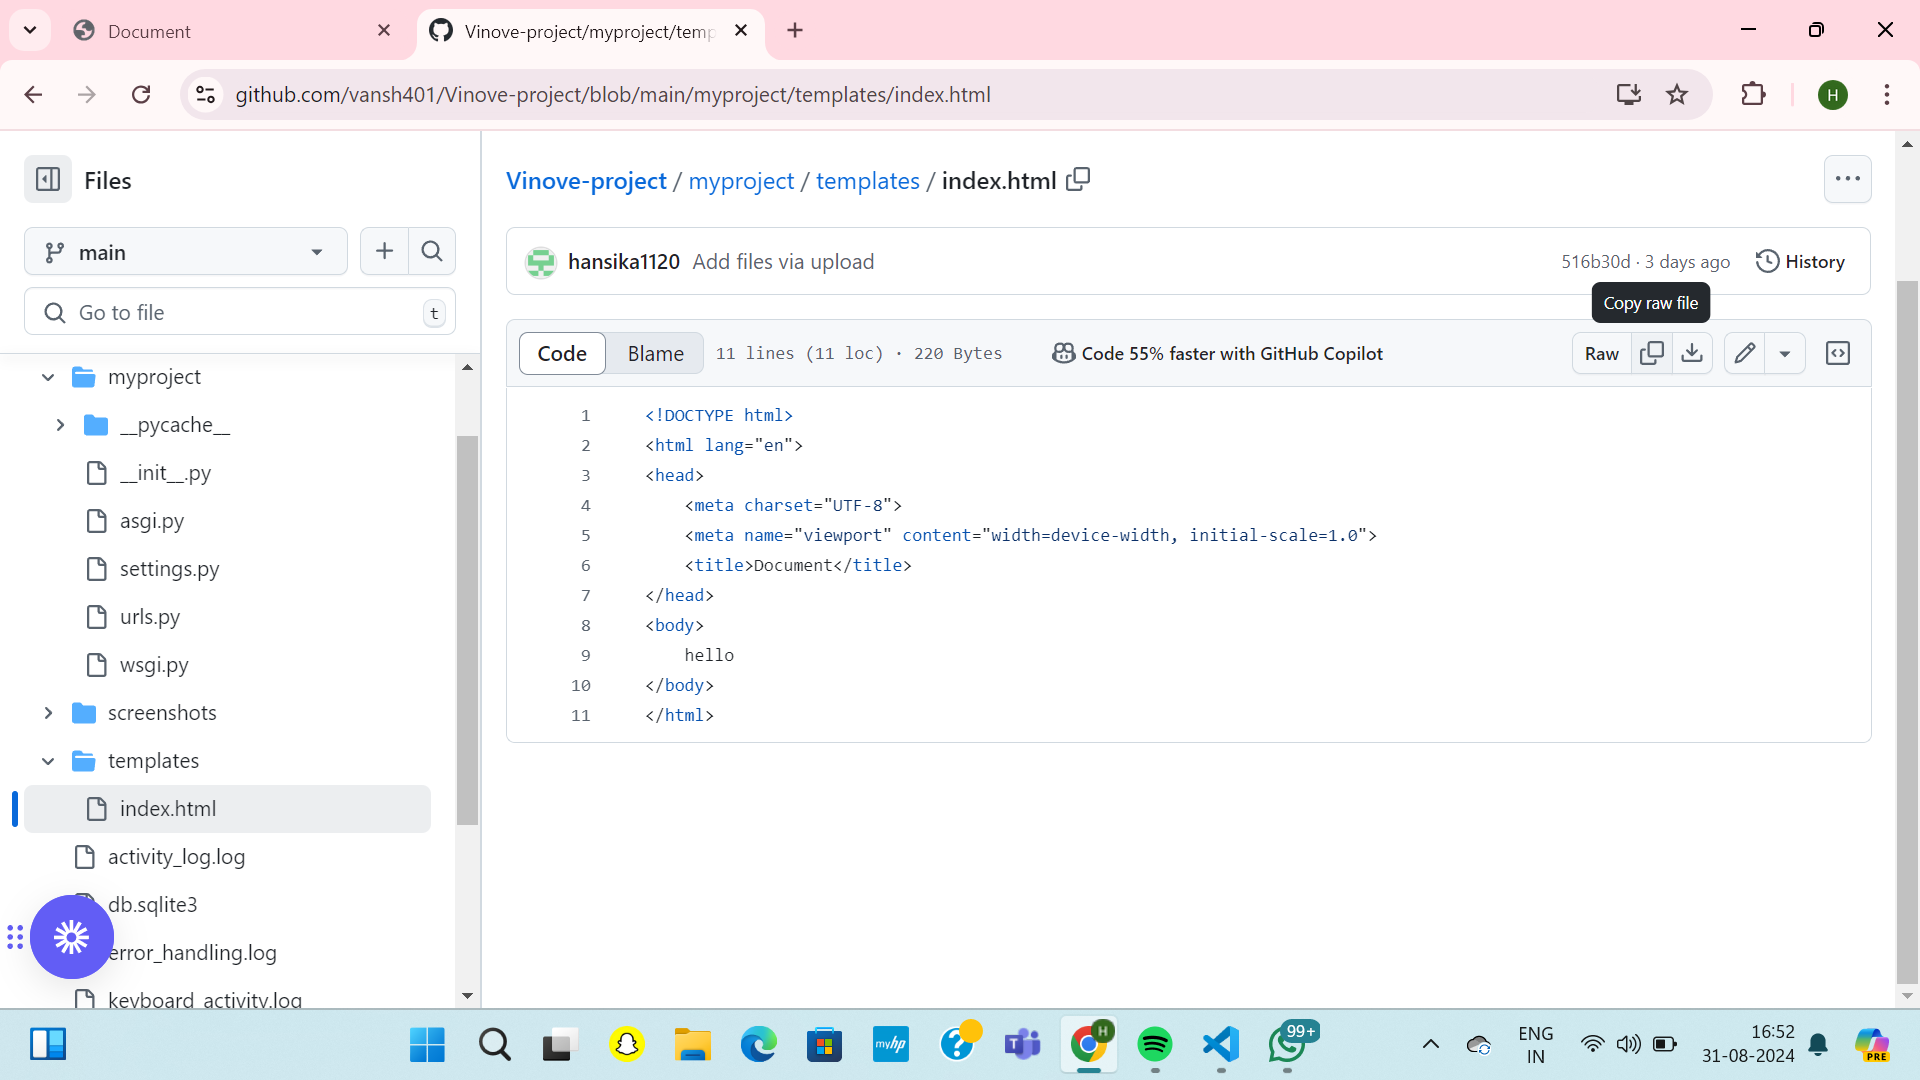 Document
Vinove-project/myproject/temp
github.com/vansh401/Vinove-project/blob/main/myproject/templates/index.html
H
Files
main
Go to file
t
myproject
__pycache__
__init__.py
asgi.py
settings.py
urls.py
wsgi.py
screenshots
templates
index.html
activity_log.log
db.sqlite3
error_handling.log
keyboard_activity.log
Vinove-project / myproject / templates / index.html
hansika1120 Add files via upload
516b30d · 3 days ago History
Copy raw file
Code Blame 11 lines (11 loc) · 220 Bytes Code 55% faster with GitHub Copilot Raw
1 <!DOCTYPE html>
2 <html lang="en">
3 <head>
4 <meta charset="UTF-8">
5 <meta name="viewport" content="width=device-width, initial-scale=1.0">
6 <title>Document</title>
7 </head>
8 <body>
9 hello
10 </body>
11 </html>
myhp
?
T
H
99+
ENG
IN
16:52
31-08-2024
PRE